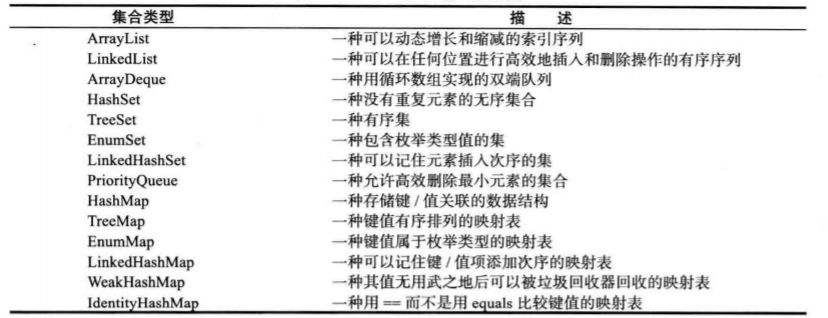 集合类型 描 述
ArrayList 一种可以动态增长和缩减的索引序列
LinkedList 一种可以在任何位置进行高效地插入和删除操作的有序序列
ArrayDeque 一种用循环数组实现的双端队列
HashSet 一种没有重复元素的无序集合
TreeSet 一种有序集
EnumSet 一种包含枚举类型值的集
LinkedHashSet 一种可以记住元素插入次序的集
PriorityQueue 一种允许高效删除最小元素的集合
HashMap 一种存储键 / 值关联的数据结构
TreeMap 一种键值有序排列的映射表
EnumMap 一种键值属于枚举类型的映射表
LinkedHashMap 一种可以记住键 / 值项添加次序的映射表
WeakHashMap 一种其值无用武之地后可以被垃圾回收器回收的映射表
IdentityHashMap 一种用 == 而不是用 equals 比较键值的映射表